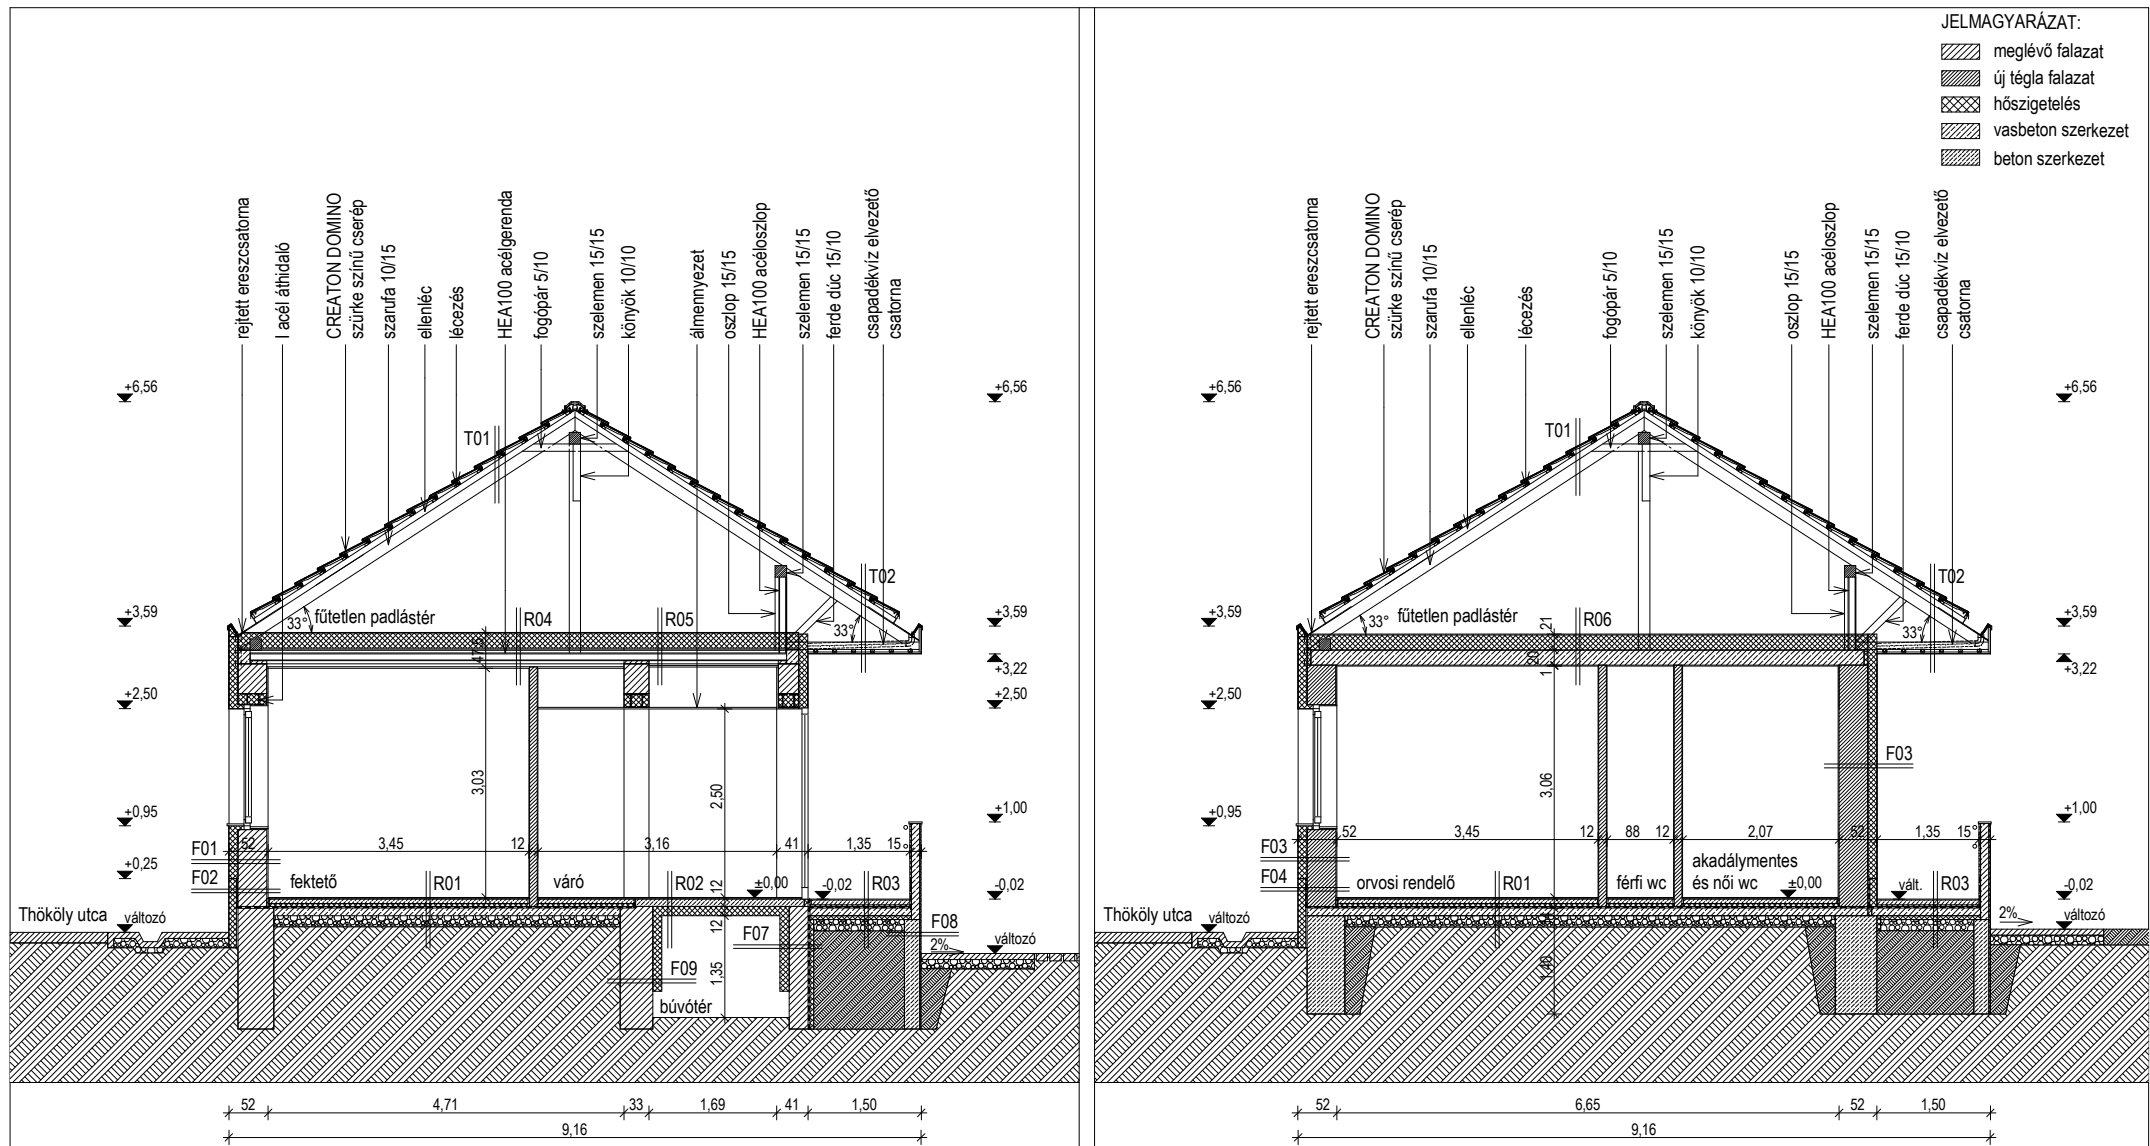 JELMAGYARÁZAT:
meglévő falazat
új tégla falazat
hőszigetelés
vasbeton szerkezet
beton szerkezet
rejtett ereszcsatorna
I acél áthidaló
CREATON DOMINO
szürke színű cserép
szarufa 10/15
ellenléc
lécezés
HEA100 acélgerenda
fogópár 5/10
szelemen 15/15
könyök 10/10
álmennyezet
oszlop 15/15
HEA100 acéloszlop
szelemen 15/15
ferde dúc 15/10
csapadékvíz elvezető
csatorna
+6,56
+6,56
T01
T02
+3,59
33°
fűtetlen padlástér
R04
R05
33°
+3,59
+3,22
+2,50
+2,50
3,03
2,50
+0,95
+1,00
F01
52
3,45
12
3,16
41
1,35
15
+0,25
F02
fektető
R01
váró
R02
12
±0,00
-0,02
R03
-0,02
Thököly utca
változó
12
F07
F08
2%
változó
F09
1,35
búvótér
52
4,71
33
1,69
41
1,50
9,16
rejtett ereszcsatorna
CREATON DOMINO
szürke színű cserép
szarufa 10/15
ellenléc
lécezés
fogópár 5/10
szelemen 15/15
könyök 10/10
oszlop 15/15
HEA100 acéloszlop
szelemen 15/15
ferde dúc 15/10
csapadékvíz elvezető
csatorna
+6,56
+6,56
T01
T02
+3,59
33°
fűtetlen padlástér
21
R06
33°
+3,59
20
+3,22
+2,50
+2,50
F03
3,06
+0,95
+1,00
52
3,45
12
88
12
2,07
52
1,35
15
F03
F04
orvosi rendelő
R01
férfi wc
akadálymentes
és női wc
±0,00
vált.
R03
-0,02
Thököly utca
változó
2%
változó
1,40
52
6,65
52
1,50
9,16